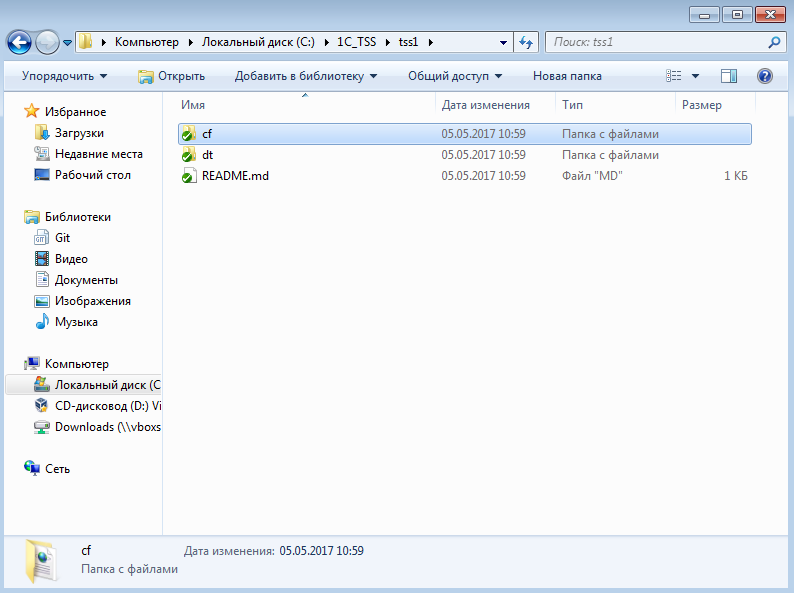 Компьютер Локальный диск (C:) 1C_TSS tss1 Поиск: tss1
Упорядочить Открыть Добавить в библиотеку Общий доступ Новая папка
Имя Дата изменения Тип Размер
cf 05.05.2017 10:59 Папка с файлами
dt 05.05.2017 10:59 Папка с файлами
README.md 05.05.2017 10:59 Файл "MD" 1 КБ
Избранное
Загрузки
Недавние места
Рабочий стол
Библиотеки
Git
Видео
Документы
Изображения
Музыка
Компьютер
Локальный диск (C
CD-дисковод (D:) Vi
Downloads (\\vboxs
Сеть
cf Дата изменения: 05.05.2017 10:59
Папка с файлами